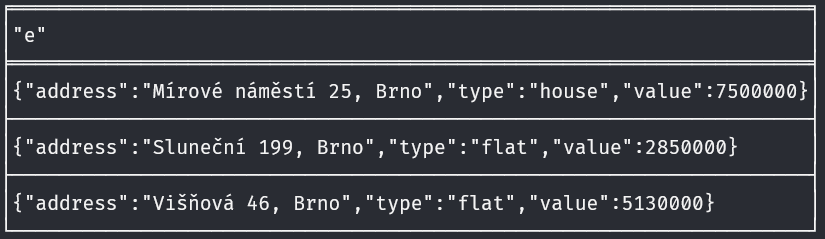 "e"
{"address":"Mírové náměstí 25, Brno","type":"house","value":7500000}
{"address":"Sluneční 199, Brno","type":"flat","value":2850000}
{"address":"Višňová 46, Brno","type":"flat","value":5130000}